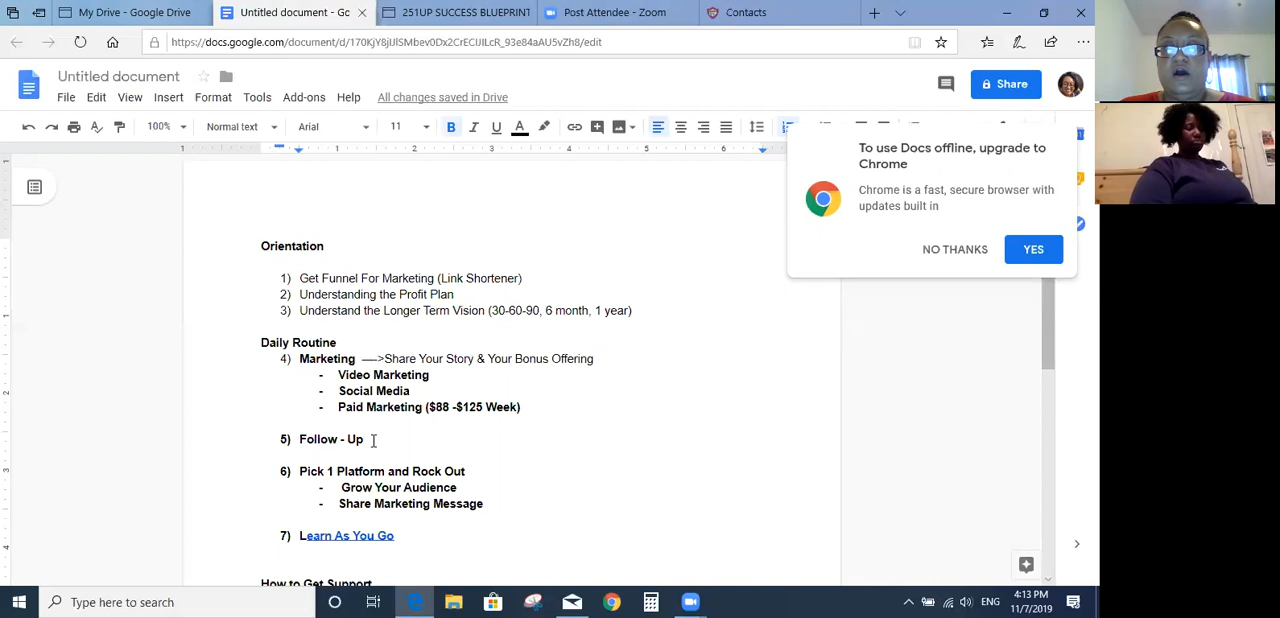 My Drive - Google Drive
Untitled document - Go
251UP SUCCESS BLUEPRINT
Post Attendee - Zoom
Contacts
Untitled document
File Edit View Insert Format Tools Add-ons Help All changes saved in Drive
Share
100% Normal text Arial 11
To use Docs offline, upgrade to
Chrome
Chrome is a fast, secure browser with
updates built in
NO THANKS YES
Orientation
1) Get Funnel For Marketing (Link Shortener)
2) Understanding the Profit Plan
3) Understand the Longer Term Vision (30-60-90, 6 month, 1 year)
Daily Routine
4) Marketing —->Share Your Story & Your Bonus Offering
- Video Marketing
- Social Media
- Paid Marketing ($88 -$125 Week)
5) Follow - Up
6) Pick 1 Platform and Rock Out
- Grow Your Audience
- Share Marketing Message
7) Learn As You Go
How to Get Support
Type here to search
ENG
4:13 PM
11/7/2019